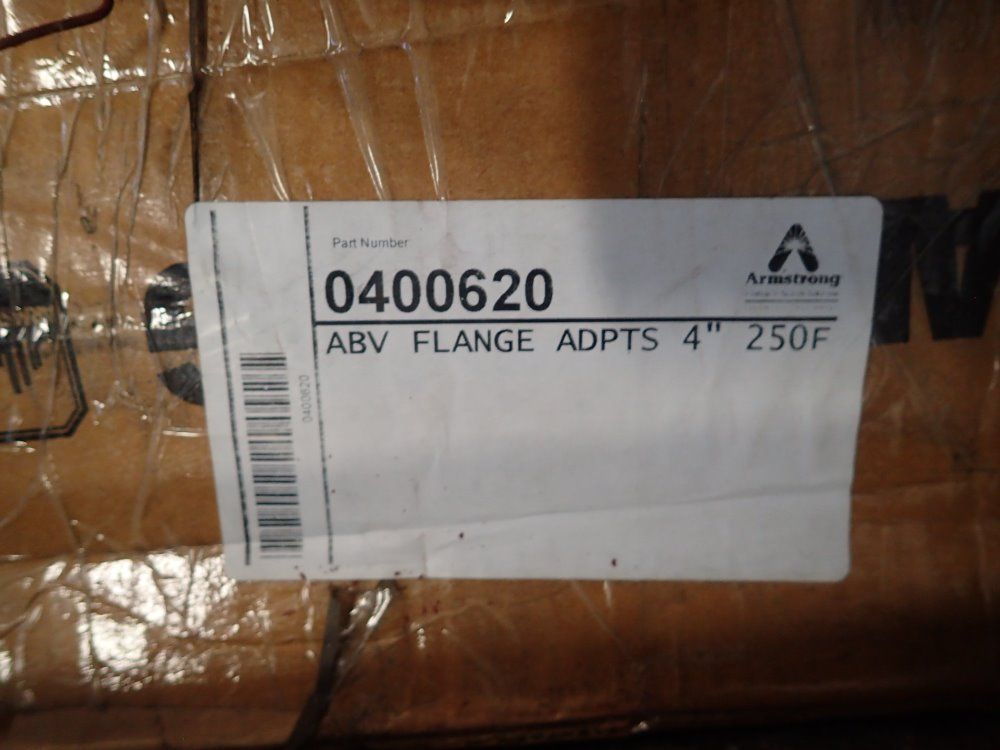 Part Number
0400620
Armstrong
ABV FLANGE ADPTS 4" 250F
0400620